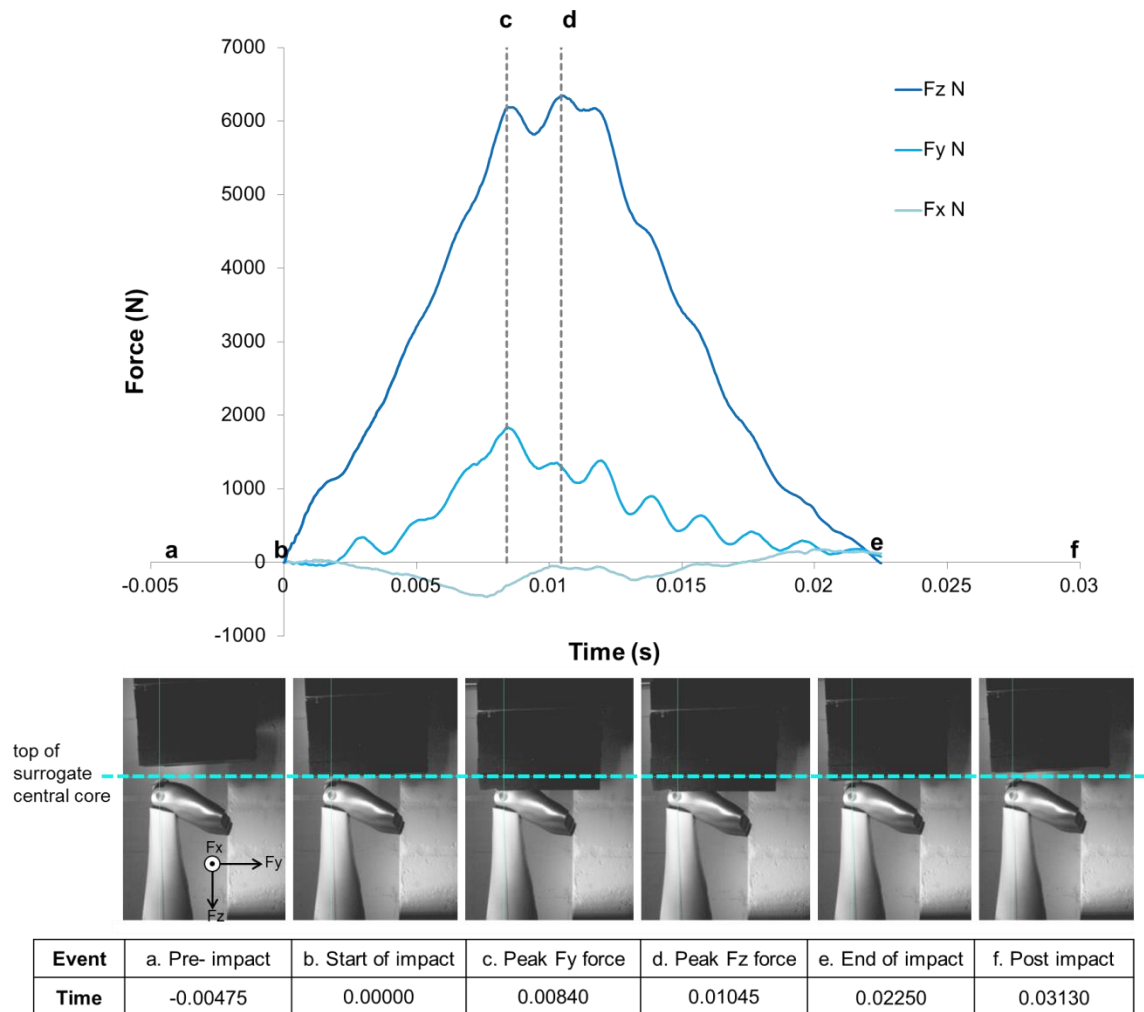 c d
7000
6000
5000
4000
3000
2000
1000
0
-1000
Force (N)
Fz N
Fy N
Fx N
a b e f
-0.005 0 0.005 0.01 0.015 0.02 0.025 0.03
Time (s)
top of
surrogate
central core
Fx
Fy
Fz
Event a. Pre- impact b. Start of impact c. Peak Fy force d. Peak Fz force e. End of impact f. Post impact
Time -0.00475 0.00000 0.00840 0.01045 0.02250 0.03130